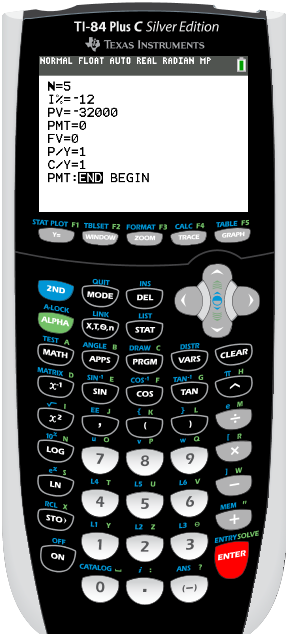 TI-84 Plus C Silver Edition
TEXAS INSTRUMENTS
NORMAL FLOAT AUTO REAL RADIAN MP
N=5
I%=-12
PV=-32000
PMT=0
FV=0
P/Y=1
C/Y=1
PMT:END BEGIN
STAT PLOT F1 TBLSET F2 FORMAT F3 CALC F4 TABLE F5
Y= WINDOW ZOOM TRACE GRAPH
QUIT INS
2ND MODE DEL
A-LOCK LINK LIST
ALPHA X,T,θ,n STAT
TEST A ANGLE B DRAW C DISTR
MATH APPS PRGM VARS CLEAR
MATRIX D SIN⁻¹ E COS⁻¹ F TAN⁻¹ G π H
x⁻¹ SIN COS TAN ^
√ I EE J { K } L e M
x² , ( ) ÷
10ˣ N u O v P w Q [ R
LOG 7 8 9 ×
eˣ S L4 T L5 U L6 V ] W
LN 4 5 6 −
RCL X L1 Y L2 Z L3 θ MEM "
STO› 1 2 3 +
OFF CATALOG i : ANS ? ENTRY SOLVE
ON 0 . (−) ENTER